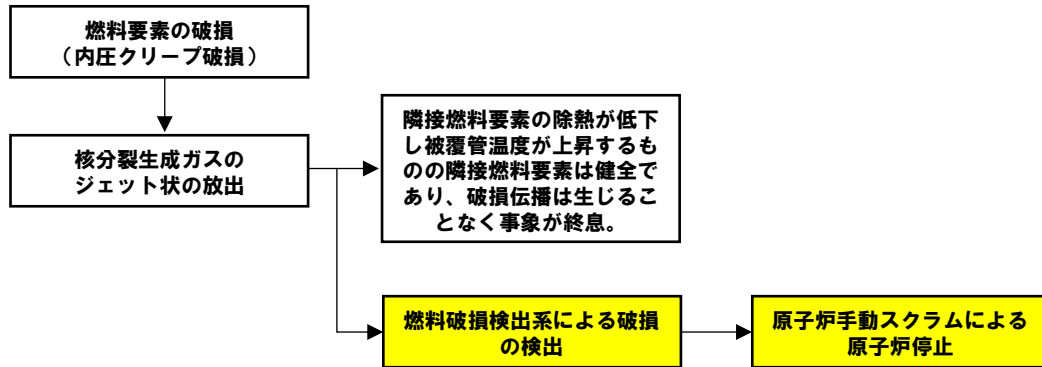 燃料要素の破損
（内圧クリープ破損）
核分裂生成ガスの
ジェット状の放出
隣接燃料要素の除熱が低下
し被覆管温度が上昇するも
のの隣接燃料要素は健全で
あり、破損伝播は生じるこ
となく事象が終息。
燃料破損検出系による破損
の検出
原子炉手動スクラムによる
原子炉停止